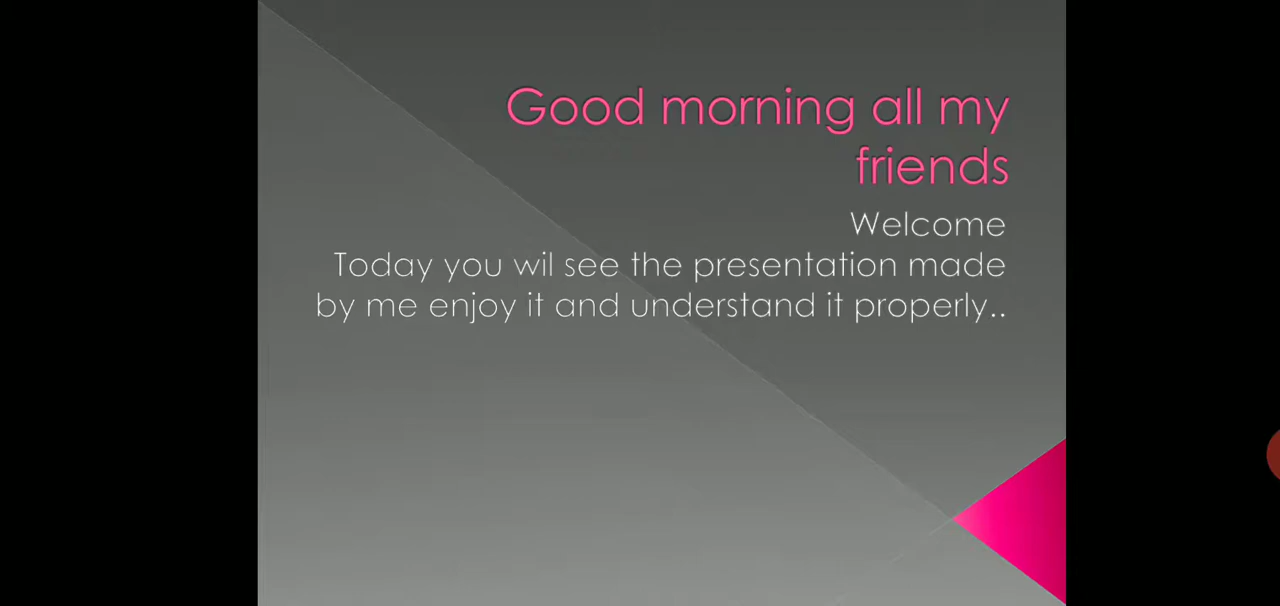 Good morning all my
friends
Welcome
Today you wil see the presentation made
by me enjoy it and understand it properly..